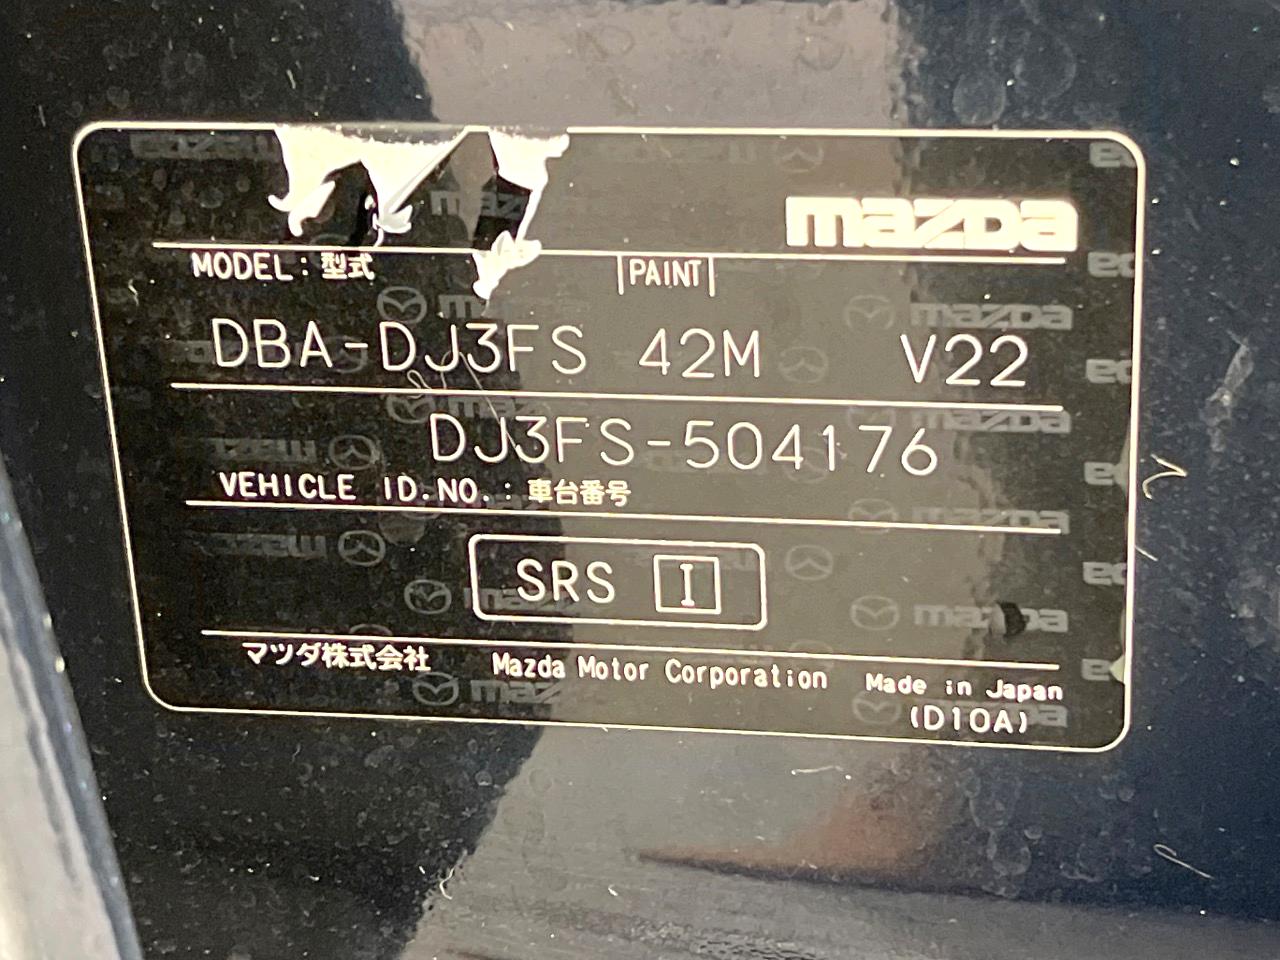 mazda
MODEL : 型式 |PAINT|
DBA-DJ3FS 42M V22
DJ3FS-504176
VEHICLE ID.NO. : 車台番号
SRS I
マツダ株式会社 Mazda Motor Corporation Made in Japan
(D10A)